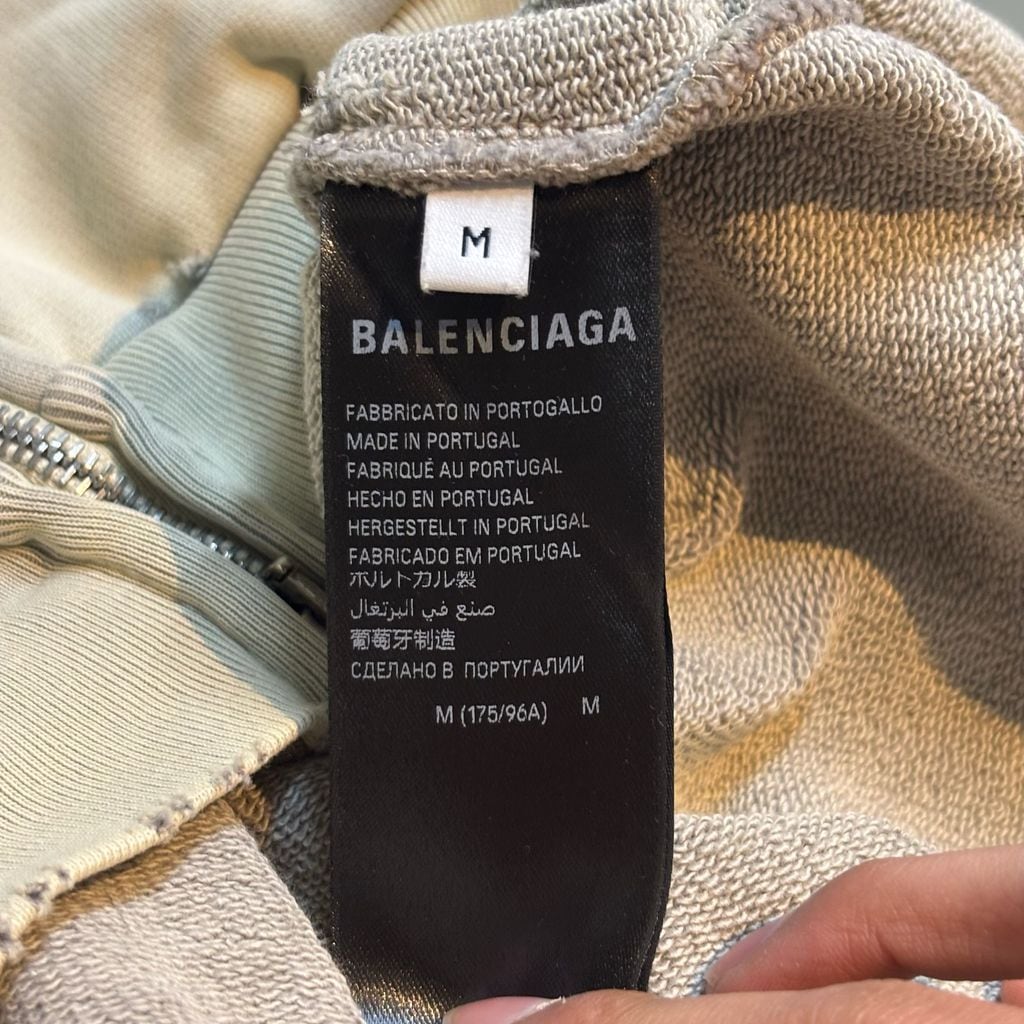 M
BALENCIAGA
FABBRICATO IN PORTOGALLO
MADE IN PORTUGAL
FABRIQUÉ AU PORTUGAL
HECHO EN PORTUGAL
HERGESTELLT IN PORTUGAL
FABRICADO EM PORTUGAL
ポルトカル製
صنع في البرتغال
葡萄牙制造
СДЕЛАНО В ПОРТУГАЛИИ
M (175/96A) M